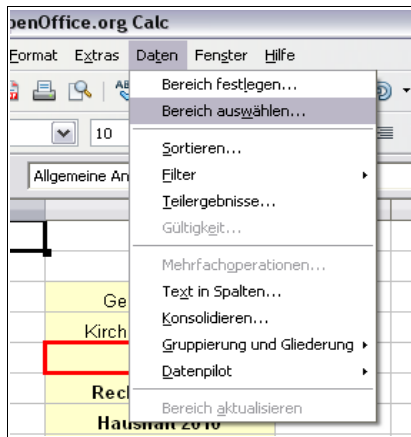 penOffice.org Calc
Format Extras Daten Fenster Hilfe
Bereich festlegen...
Bereich auswählen...
10
Sortieren...
Allgemeine An
Filter
Teilergebnisse...
Gültigkeit...
Mehrfachoperationen...
Text in Spalten...
Ge
Konsolidieren...
Kirch
Gruppierung und Gliederung
Datenpilot
Rec
Bereich aktualisieren
Haushalt 2010